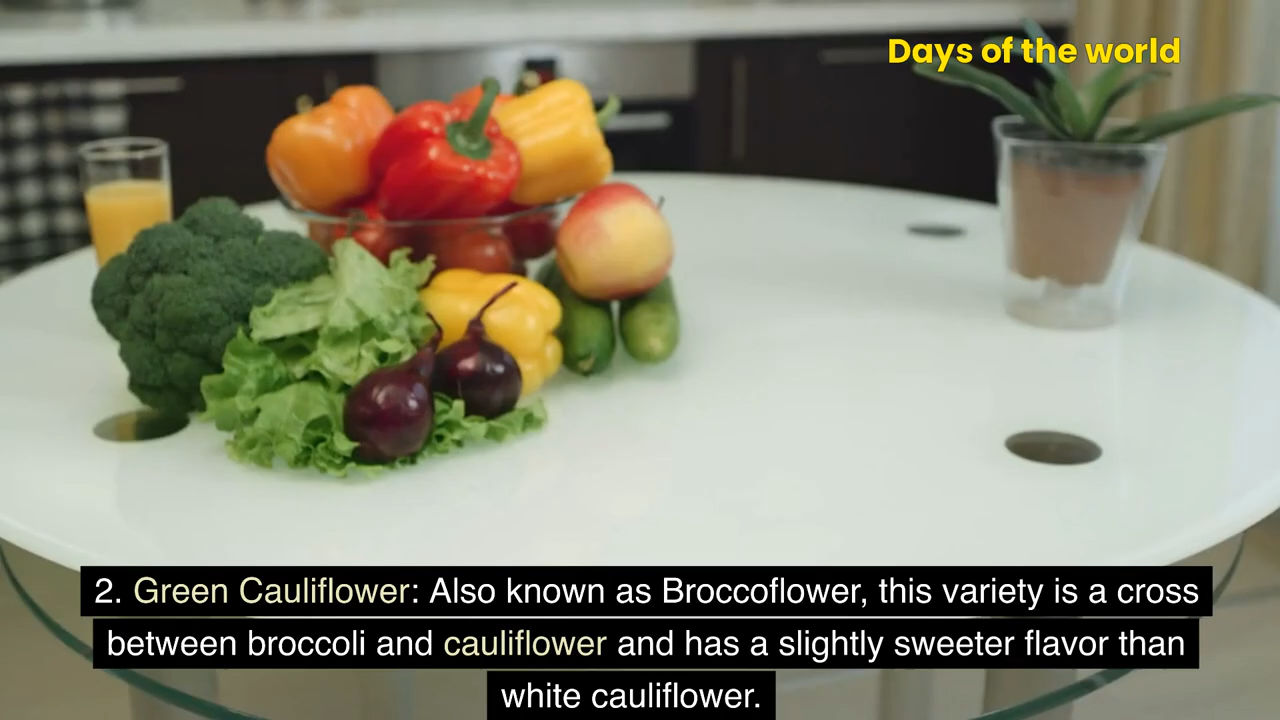 Days of the world
2. Green Cauliflower: Also known as Broccoflower, this variety is a cross
between broccoli and cauliflower and has a slightly sweeter flavor than
white cauliflower.